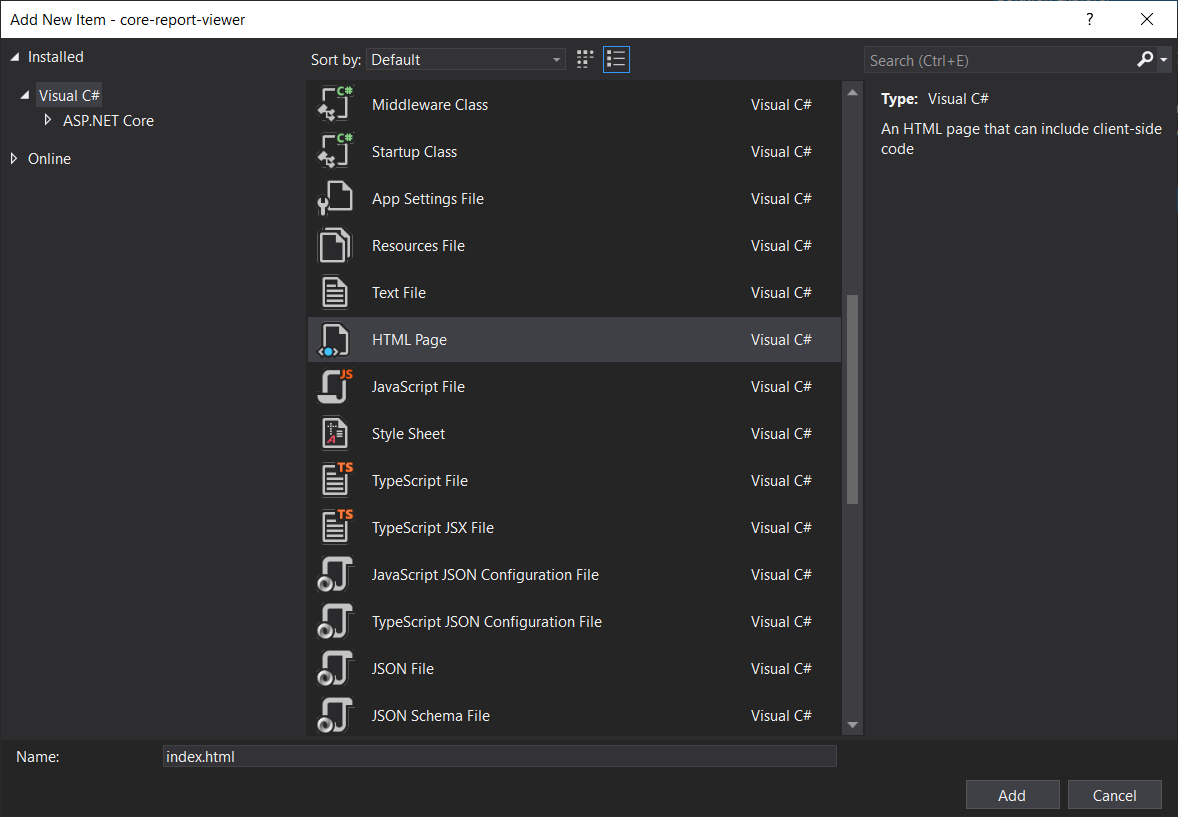 Add New Item - core-report-viewer
?
Installed
Sort by: Default
Search (Ctrl+E)
Visual C#
ASP.NET Core
Online
C# Middleware Class Visual C#
C# Startup Class Visual C#
App Settings File Visual C#
Resources File Visual C#
Text File Visual C#
HTML Page Visual C#
JS JavaScript File Visual C#
Style Sheet Visual C#
TS TypeScript File Visual C#
TS TypeScript JSX File Visual C#
JavaScript JSON Configuration File Visual C#
TypeScript JSON Configuration File Visual C#
JSON File Visual C#
JSON Schema File Visual C#
Type: Visual C#
An HTML page that can include client-side
code
Name: index.html
Add Cancel